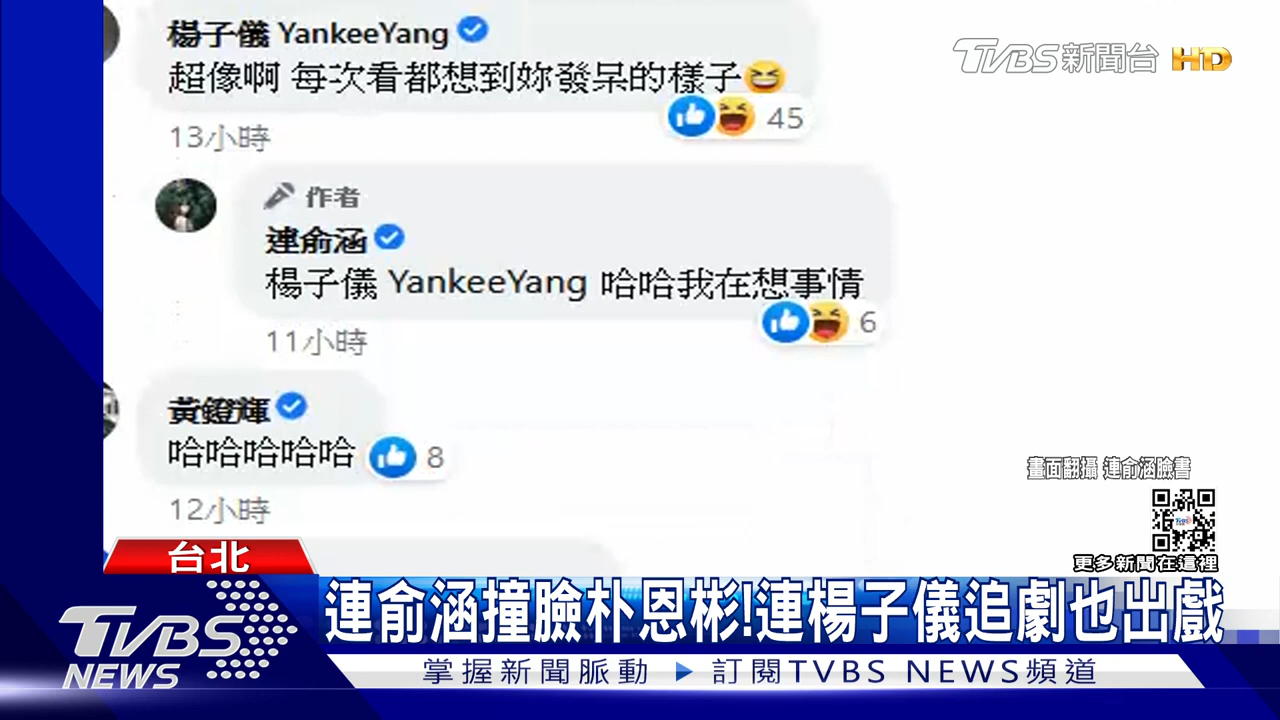 楊子儀 YankeeYang
超像啊 每次看都想到妳發呆的樣子
45
13小時
作者
連俞涵
楊子儀 YankeeYang 哈哈我在想事情
6
11小時
黃鐙輝
哈哈哈哈哈
8
12小時
TVBS新聞台 HD
畫面翻攝 連俞涵臉書
TVBS
更多新聞在這裡
台北
連俞涵撞臉朴恩彬!連楊子儀追劇也出戲
TVBS
NEWS
掌握新聞脈動 ▶ 訂閱TVBS NEWS頻道